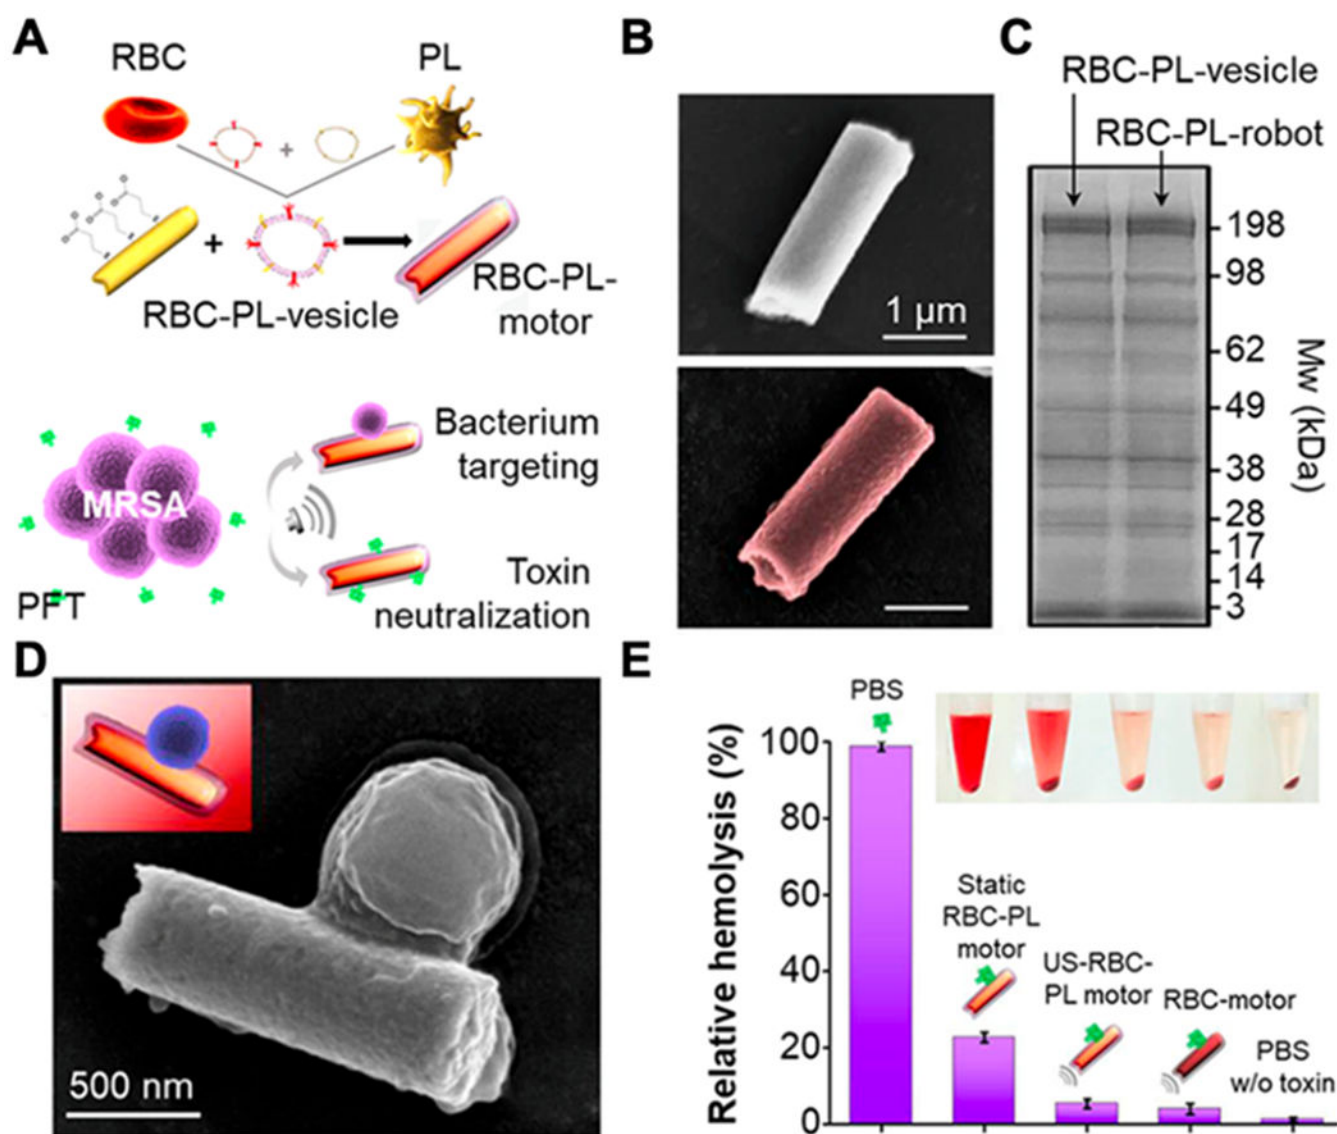 A
RBC
PL
+
+
RBC-PL-vesicle
RBC-PL-
motor
MRSA
PFT
Bacterium
targeting
Toxin
neutralization
B
1 μm
C
RBC-PL-vesicle
RBC-PL-robot
198
98
62
49
38
28
17
14
3
Mw (kDa)
D
500 nm
E
Relative hemolysis (%)
100
80
60
40
20
0
PBS
Static
RBC-PL
motor
US-RBC-
PL motor
RBC-motor
PBS
w/o toxin